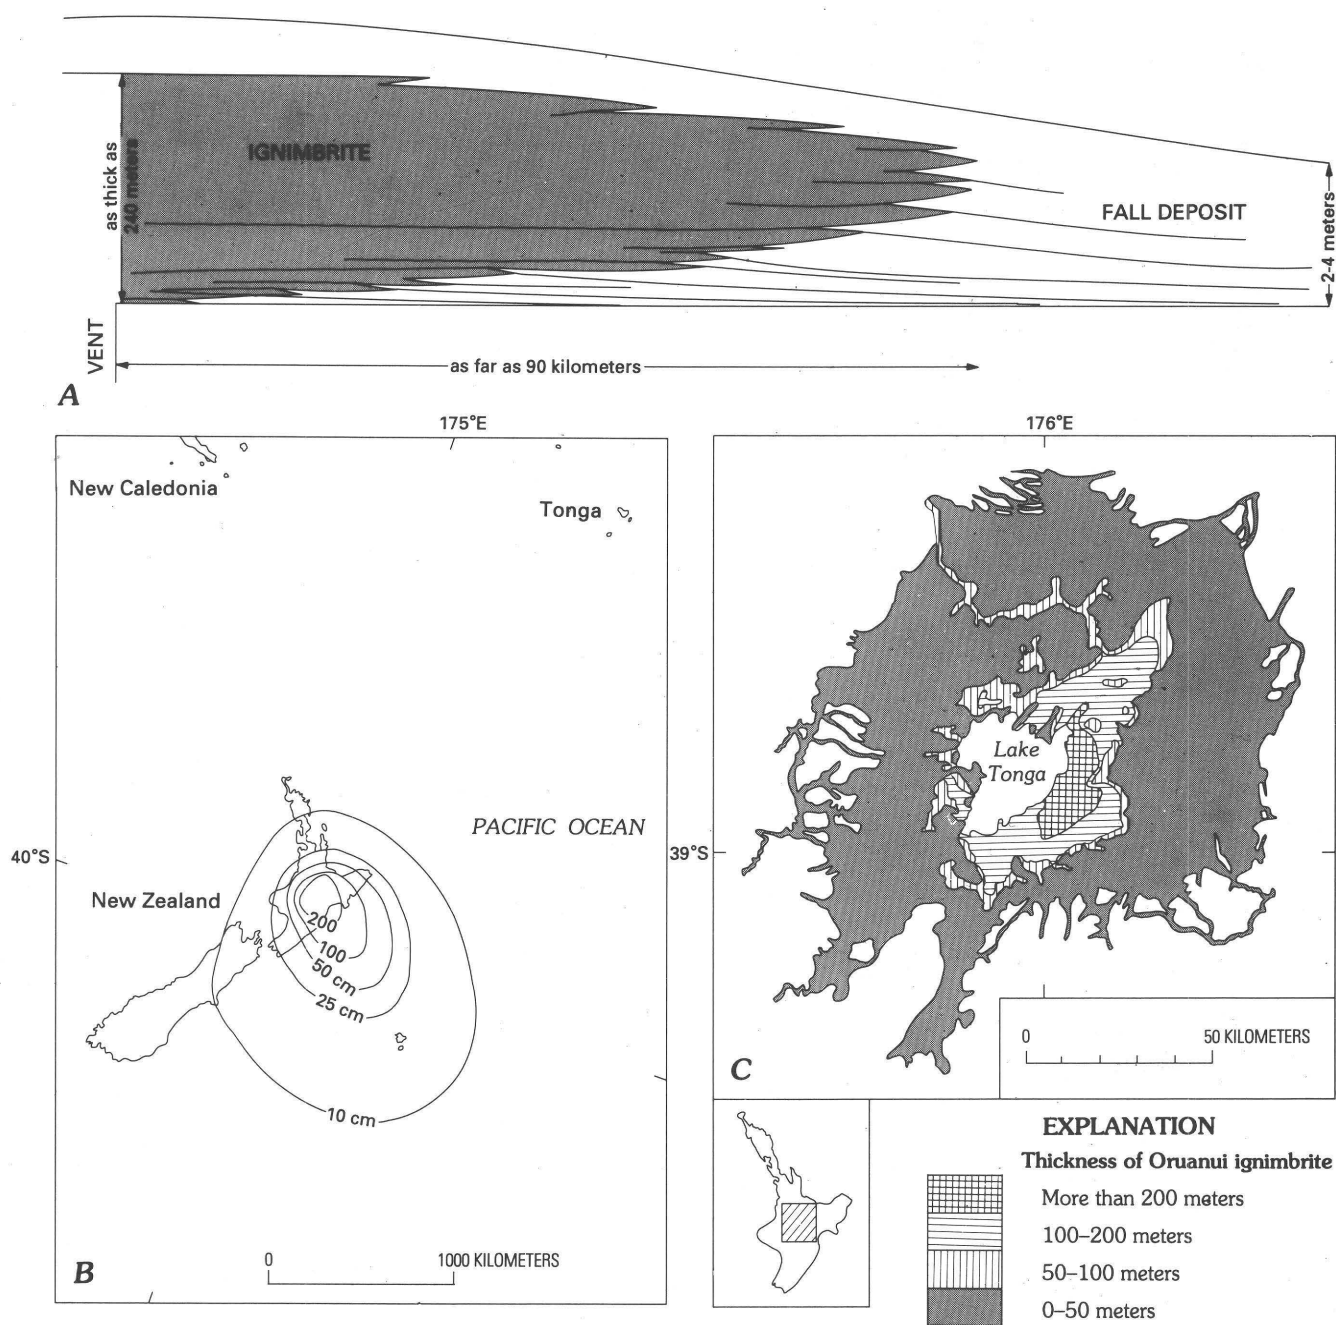 IGNIMBRITE
as thick as
240 meters
FALL DEPOSIT
2-4 meters
VENT
as far as 90 kilometers
A
175°E
New Caledonia
Tonga
PACIFIC OCEAN
40°S
New Zealand
200
100
50 cm
25 cm
10 cm
0 1000 KILOMETERS
B
176°E
Lake
Tonga
39°S
0 50 KILOMETERS
C
EXPLANATION
Thickness of Oruanui ignimbrite
More than 200 meters
100–200 meters
50–100 meters
0–50 meters